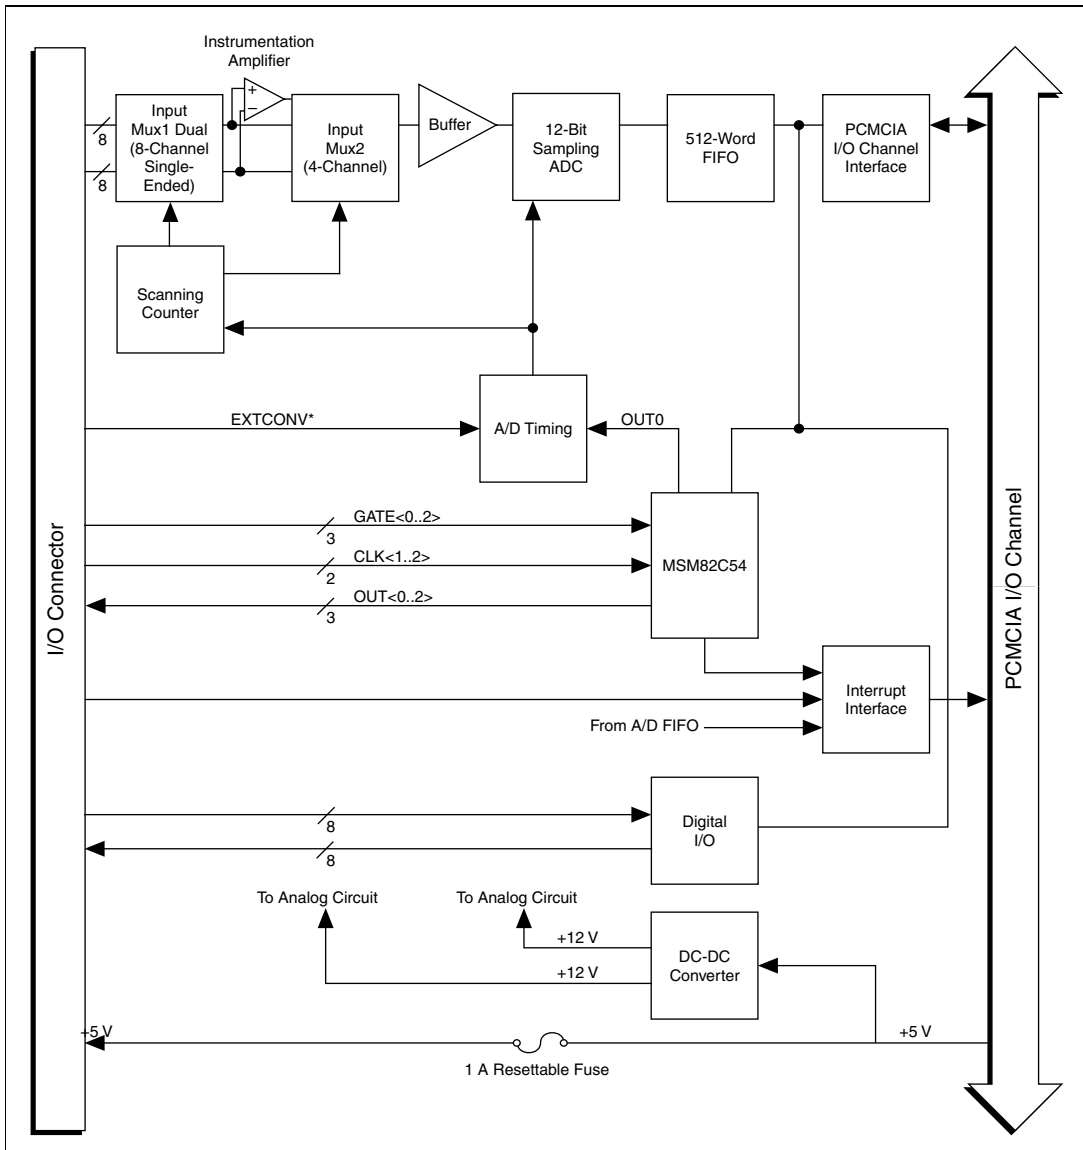 Instrumentation
Amplifier
+
−
Input
Mux1 Dual
(8-Channel
Single-
Ended)
8
8
Input
Mux2
(4-Channel)
Buffer
12-Bit
Sampling
ADC
512-Word
FIFO
PCMCIA
I/O Channel
Interface
Scanning
Counter
EXTCONV*
A/D Timing
OUT0
GATE<0..2>
3
CLK<1..2>
2
OUT<0..2>
3
MSM82C54
I/O Connector
PCMCIA I/O Channel
Interrupt
Interface
From A/D FIFO
8
8
Digital
I/O
To Analog Circuit
To Analog Circuit
+12 V
+12 V
DC-DC
Converter
+5 V
+5 V
1 A Resettable Fuse